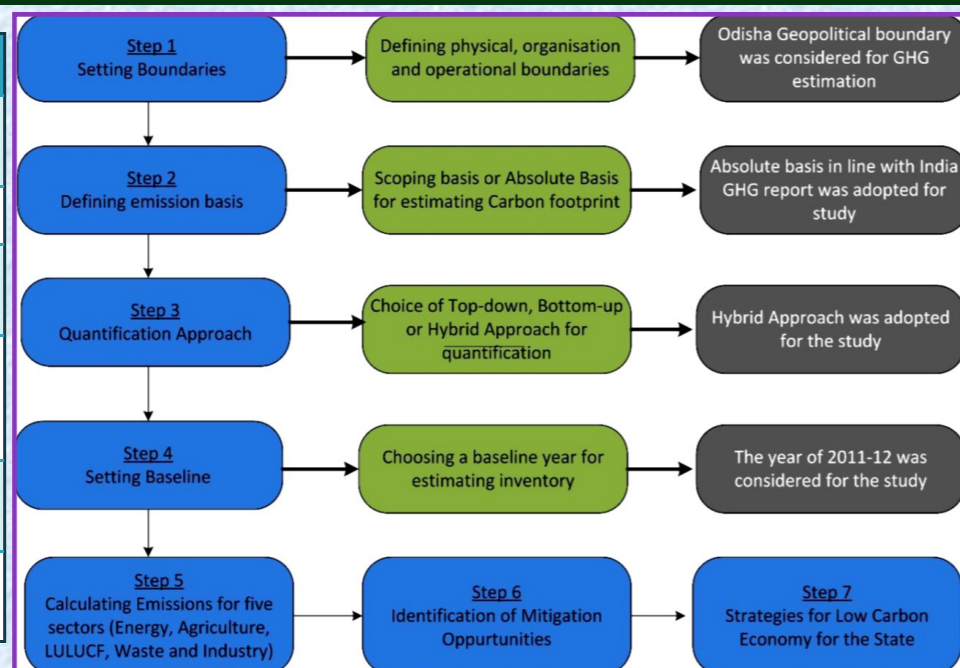 Step 1
Setting Boundaries
Defining physical, organisation
and operational boundaries
Odisha Geopolitical boundary
was considered for GHG
estimation
Step 2
Defining emission basis
Scoping basis or Absolute Basis
for estimating Carbon footprint
Absolute basis in line with India
GHG report was adopted for
study
Step 3
Quantification Approach
Choice of Top-down, Bottom-up
or Hybrid Approach for
quantification
Hybrid Approach was adopted
for the study
Step 4
Setting Baseline
Choosing a baseline year for
estimating inventory
The year of 2011-12 was
considered for the study
Step 5
Calculating Emissions for five
sectors (Energy, Agriculture,
LULUCF, Waste and Industry)
Step 6
Identification of Mitigation
Oppurtunities
Step 7
Strategies for Low Carbon
Economy for the State